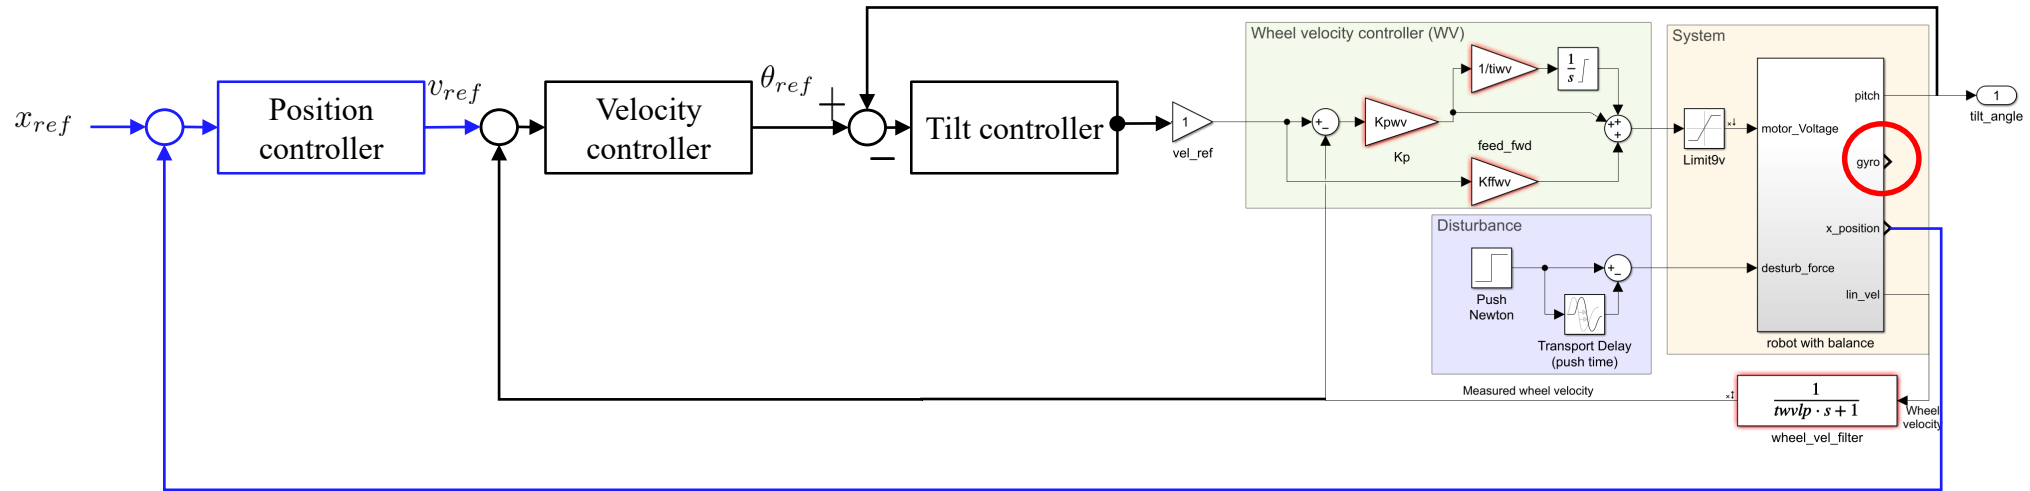 x_ref
Position
controller
v_ref
Velocity
controller
θ_ref
+
−
Tilt controller
1
vel_ref
Wheel velocity controller (WV)
+
−
Kpwv
Kp
1/tiwv
1
s
feed_fwd
Kffwv
+
+
+
System
Limit9v
motor_Voltage
desturb_force
pitch
gyro
x_position
lin_vel
robot with balance
1
tilt_angle
Disturbance
Push
Newton
+
−
Transport Delay
(push time)
Measured wheel velocity
1
twvlp · s + 1
wheel_vel_filter
Wheel
velocity